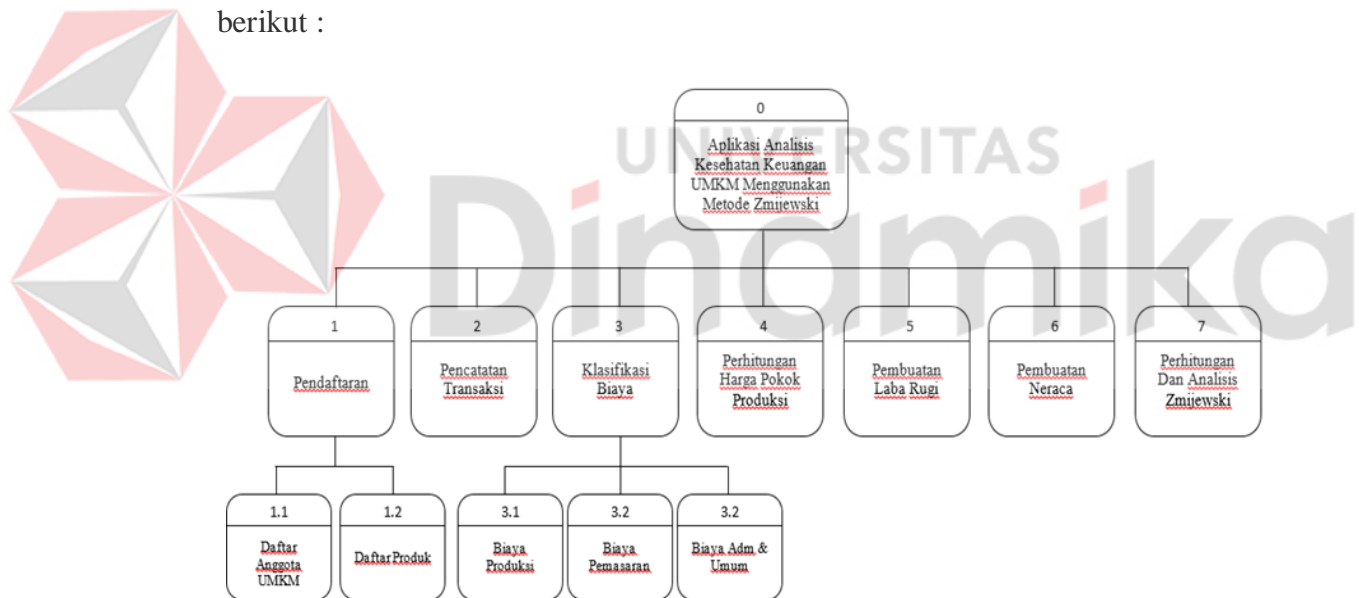 berikut :
UNIVERSITAS
Dinamika
0
Aplikasi Analisis
Kesehatan Keuangan
UMKM Menggunakan
Metode Zmijewski
1
Pendaftaran
2
Pencatatan
Transaksi
3
Klasifikasi
Biaya
4
Perhitungan
Harga Pokok
Produksi
5
Pembuatan
Laba Rugi
6
Pembuatan
Neraca
7
Perhitungan
Dan Analisis
Zmijewski
1.1
Daftar
Anggota
UMKM
1.2
Daftar Produk
3.1
Biaya
Produksi
3.2
Biaya
Pemasaran
3.2
Biaya Adm &
Umum